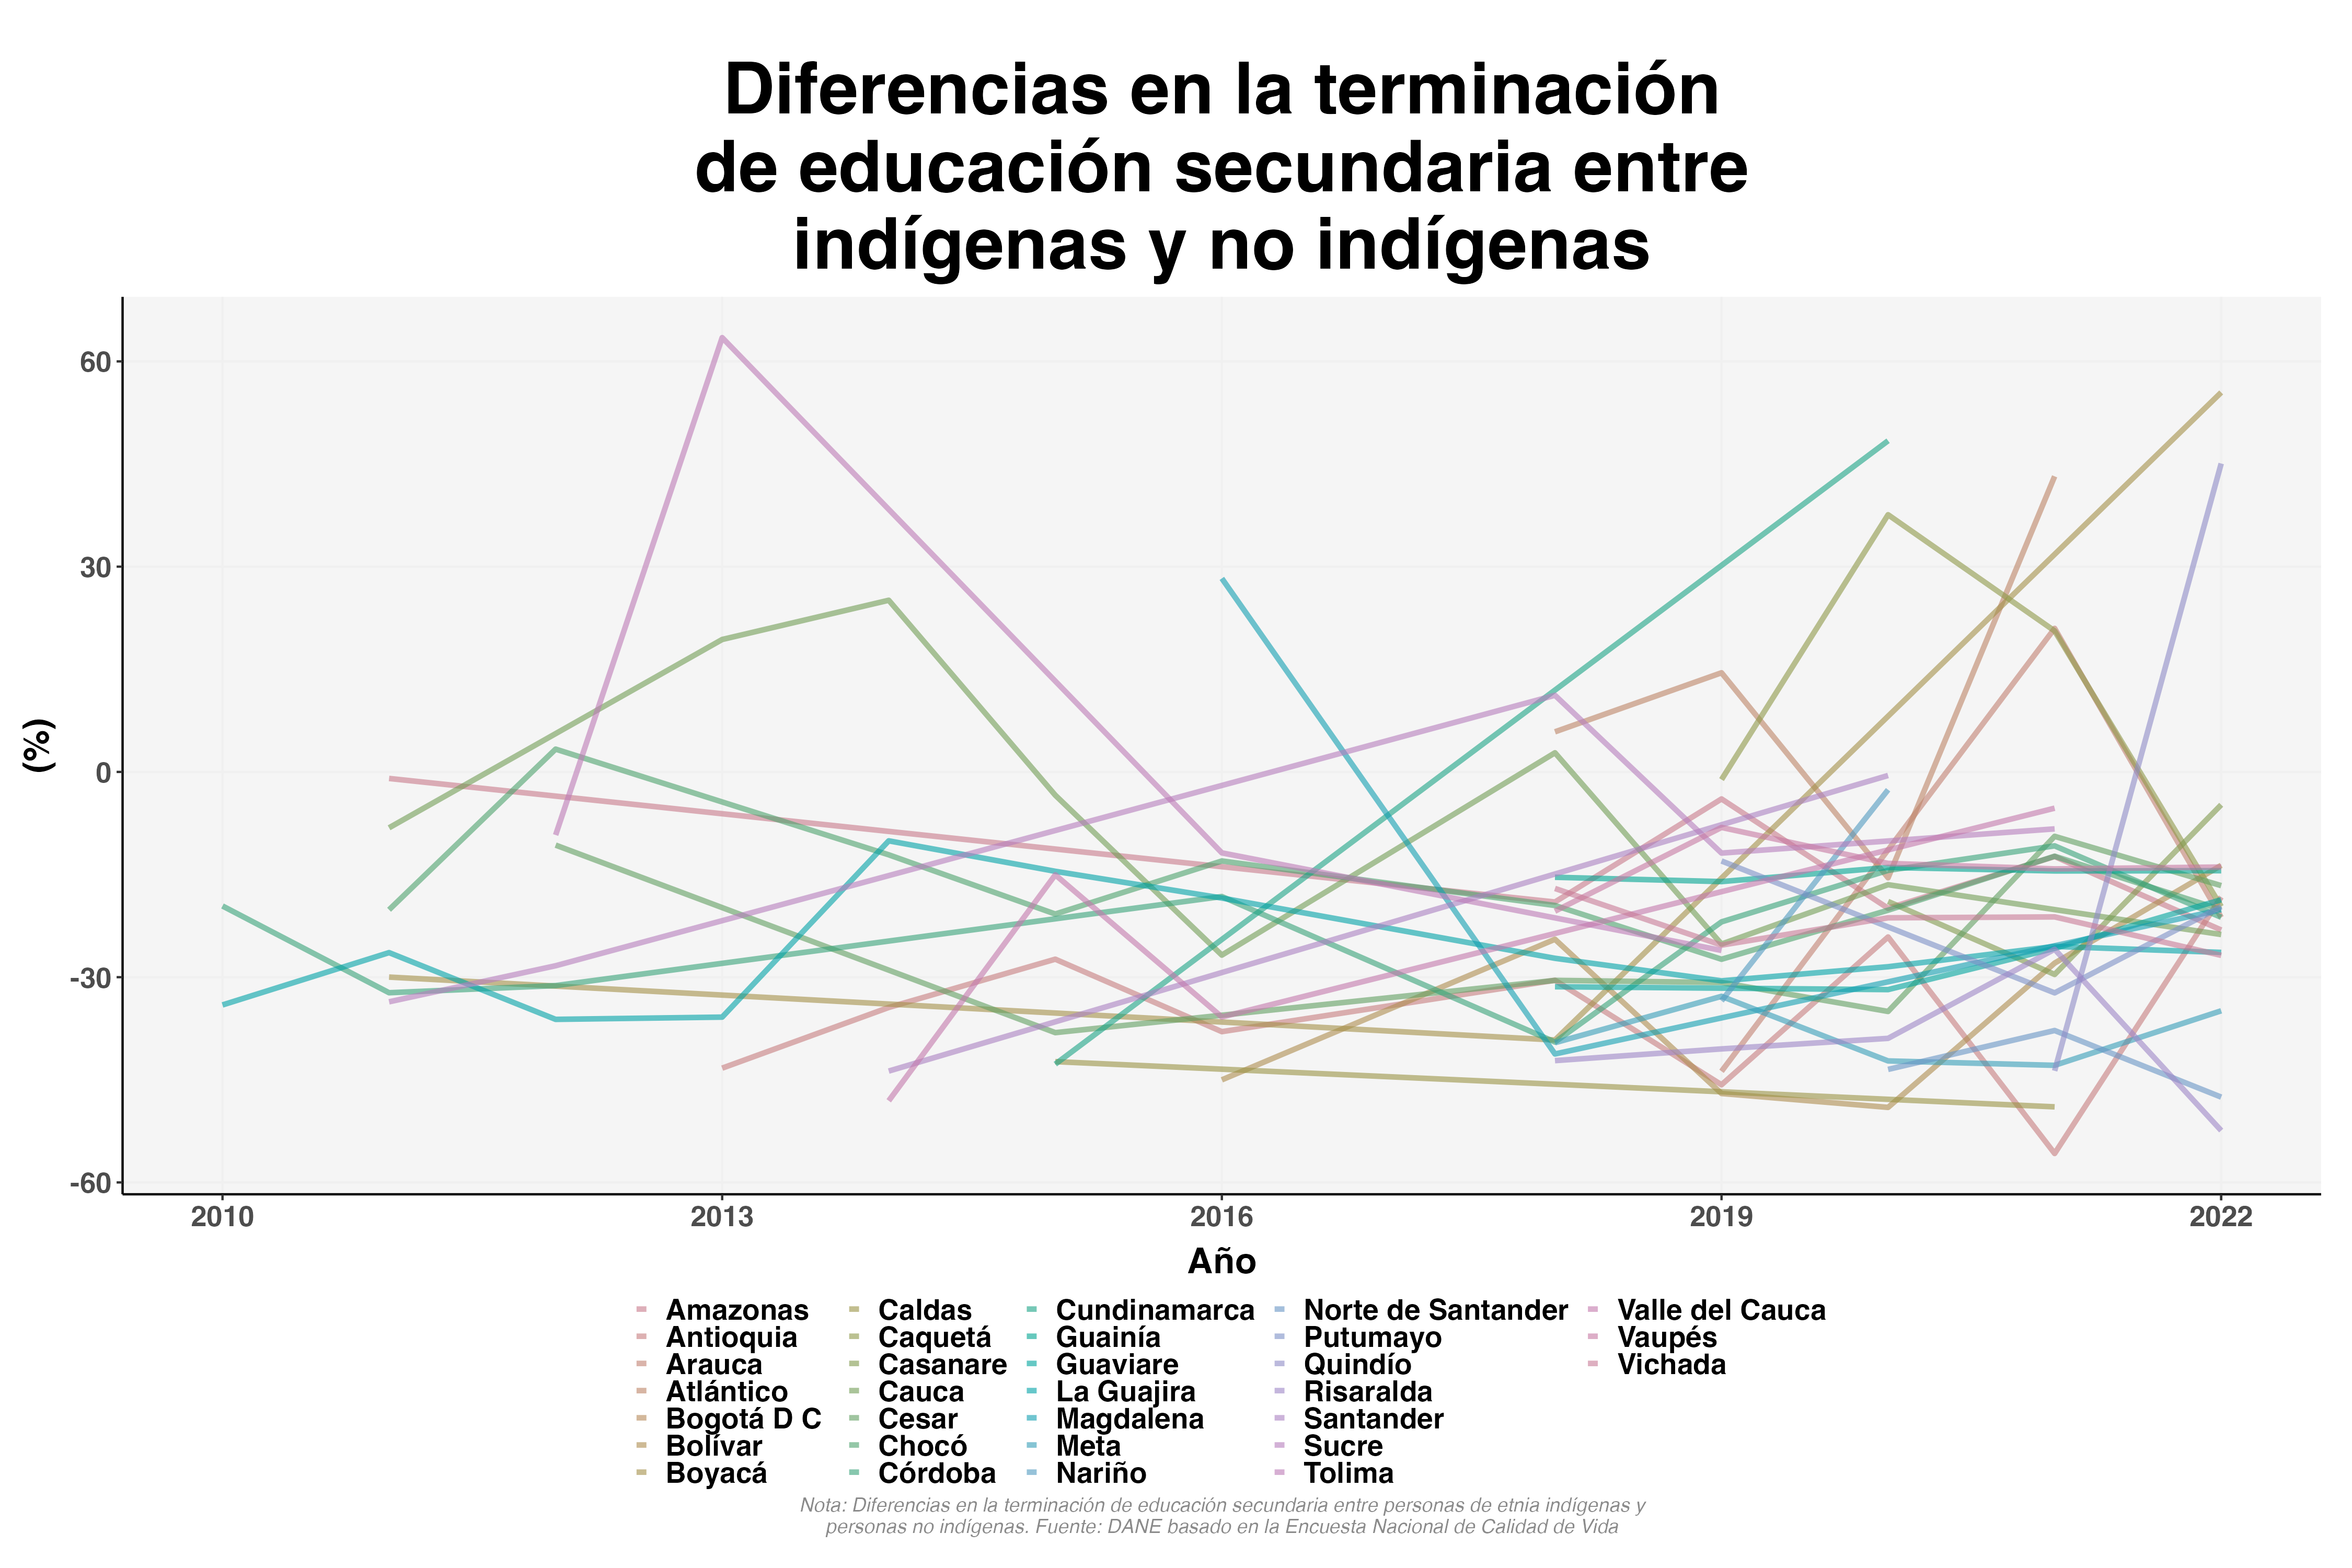 Diferencias en la terminación
de educación secundaria entre
indígenas y no indígenas
(%)
60
30
0
-30
-60
2010 2013 2016 2019 2022
Año
Amazonas Caldas Cundinamarca Norte de Santander Valle del Cauca
Antioquia Caquetá Guainía Putumayo Vaupés
Arauca Casanare Guaviare Quindío Vichada
Atlántico Cauca La Guajira Risaralda
Bogotá D C Cesar Magdalena Santander
Bolívar Chocó Meta Sucre
Boyacá Córdoba Nariño Tolima
Nota: Diferencias en la terminación de educación secundaria entre personas de etnia indígenas y
personas no indígenas. Fuente: DANE basado en la Encuesta Nacional de Calidad de Vida